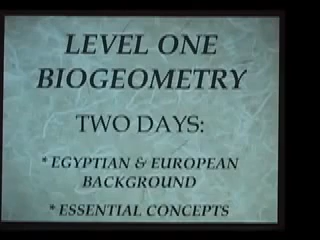 LEVEL ONE
BIOGEOMETRY
TWO DAYS:
* EGYPTIAN & EUROPEAN
BACKGROUND
* ESSENTIAL CONCEPTS